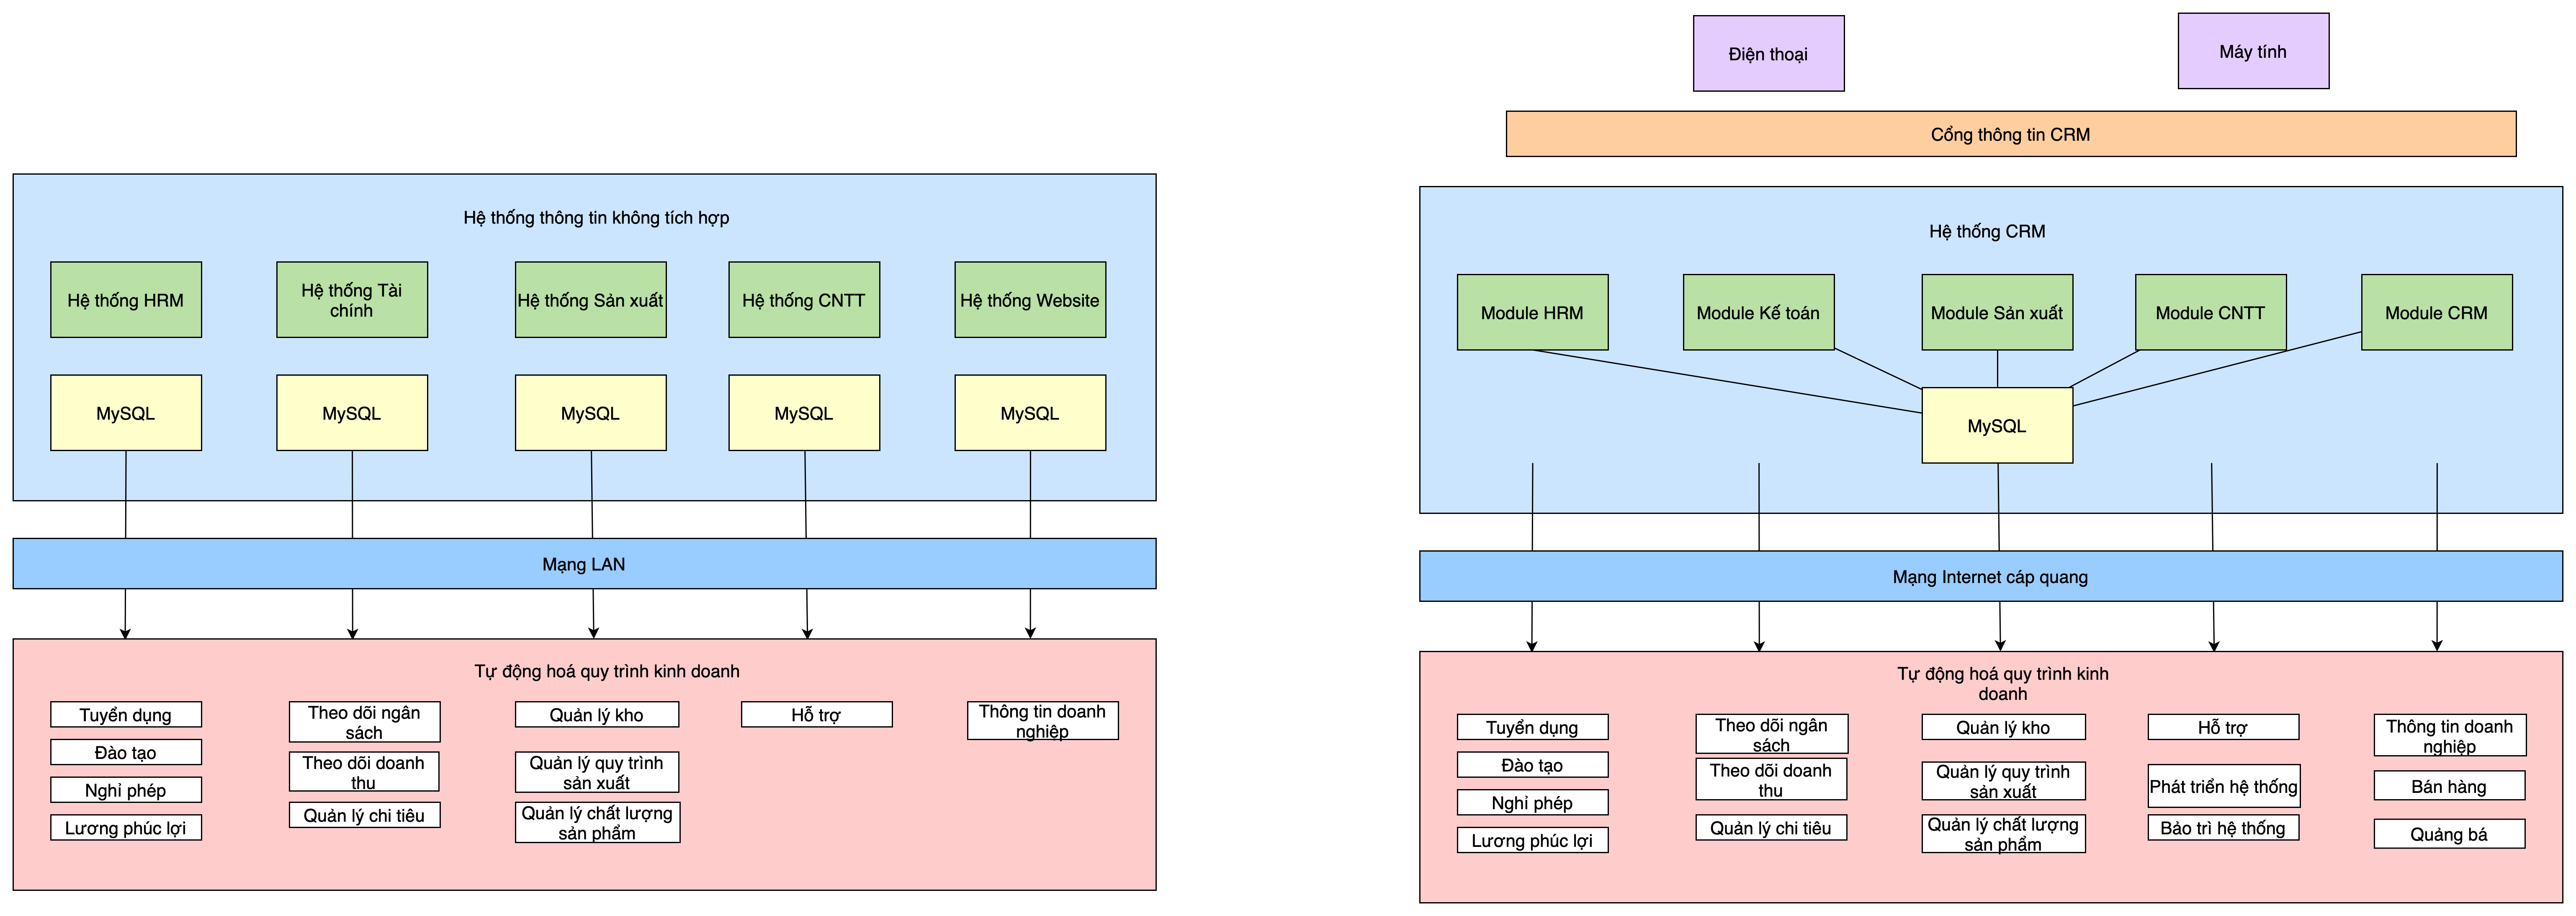 Hệ thống thông tin không tích hợp
Hệ thống HRM
Hệ thống Tài
chính
Hệ thống Sản xuất
Hệ thống CNTT
Hệ thống Website
MySQL
MySQL
MySQL
MySQL
MySQL
Mạng LAN
Tự động hoá quy trình kinh doanh
Tuyển dụng
Đào tạo
Nghỉ phép
Lương phúc lợi
Theo dõi ngân
sách
Theo dõi doanh
thu
Quản lý chi tiêu
Quản lý kho
Quản lý quy trình
sản xuất
Quản lý chất lượng
sản phẩm
Hỗ trợ
Thông tin doanh
nghiệp
Điện thoại
Máy tính
Cổng thông tin CRM
Hệ thống CRM
Module HRM
Module Kế toán
Module Sản xuất
Module CNTT
Module CRM
MySQL
Mạng Internet cáp quang
Tự động hoá quy trình kinh
doanh
Tuyển dụng
Đào tạo
Nghỉ phép
Lương phúc lợi
Theo dõi ngân
sách
Theo dõi doanh
thu
Quản lý chi tiêu
Quản lý kho
Quản lý quy trình
sản xuất
Quản lý chất lượng
sản phẩm
Hỗ trợ
Phát triển hệ thống
Bảo trì hệ thống
Thông tin doanh
nghiệp
Bán hàng
Quảng bá